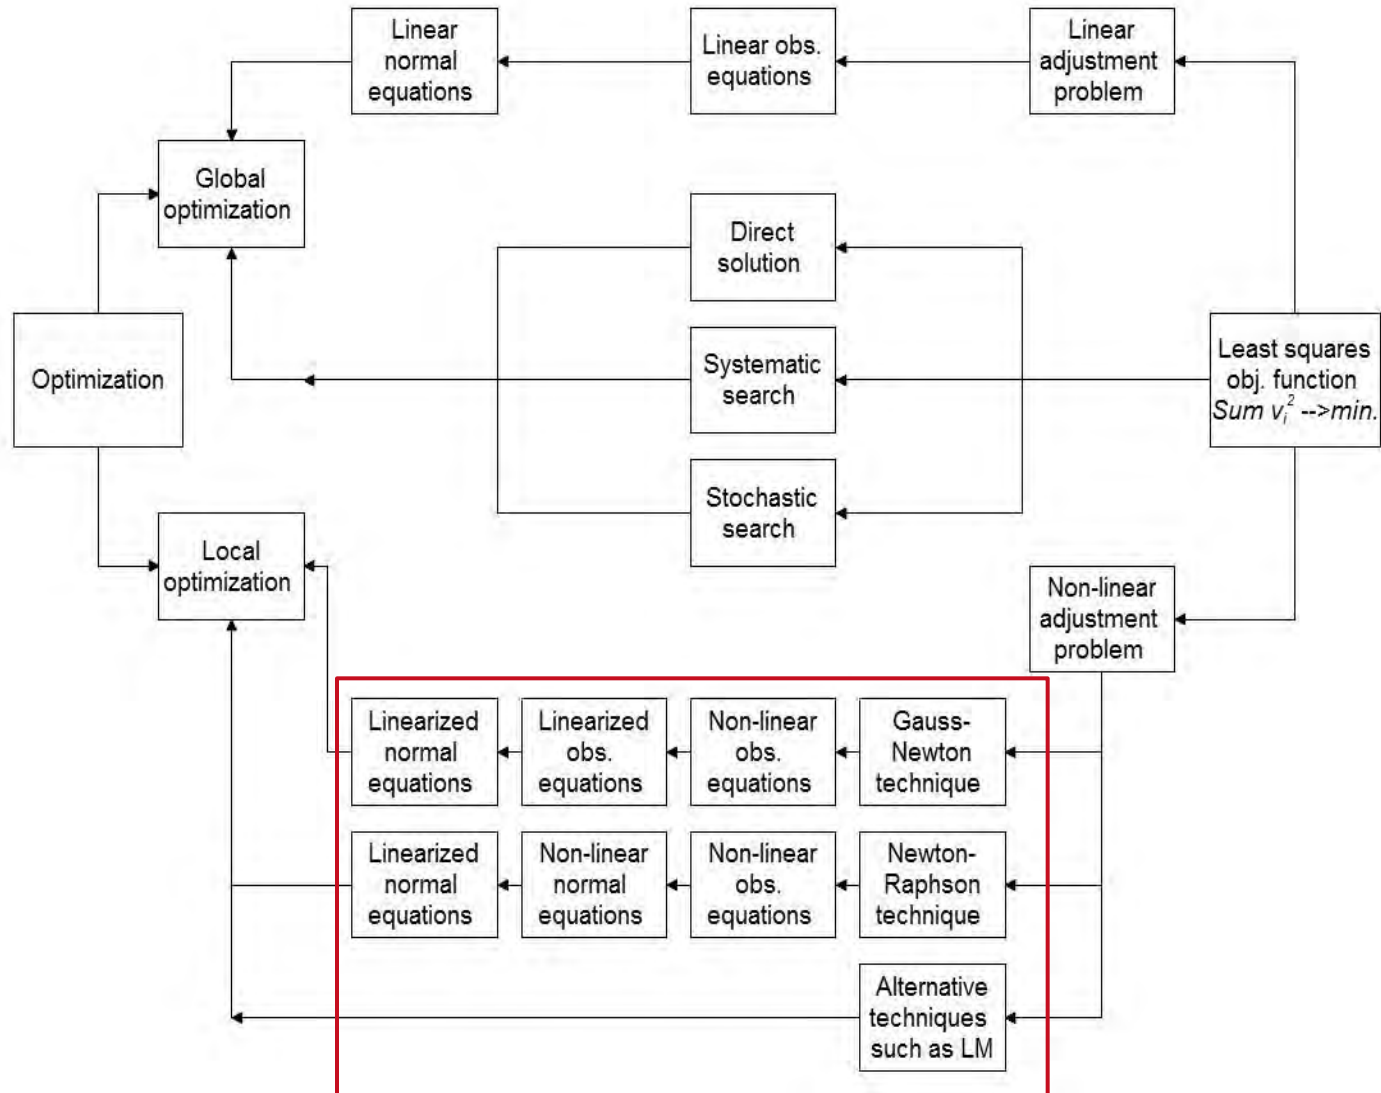 Linear
normal
equations
Linear obs.
equations
Linear
adjustment
problem
Global
optimization
Direct
solution
Optimization
Systematic
search
Least squares
obj. function
Sum v_i^2 -->min.
Stochastic
search
Local
optimization
Non-linear
adjustment
problem
Linearized
normal
equations
Linearized
obs.
equations
Non-linear
obs.
equations
Gauss-
Newton
technique
Linearized
normal
equations
Non-linear
normal
equations
Non-linear
obs.
equations
Newton-
Raphson
technique
Alternative
techniques
such as LM